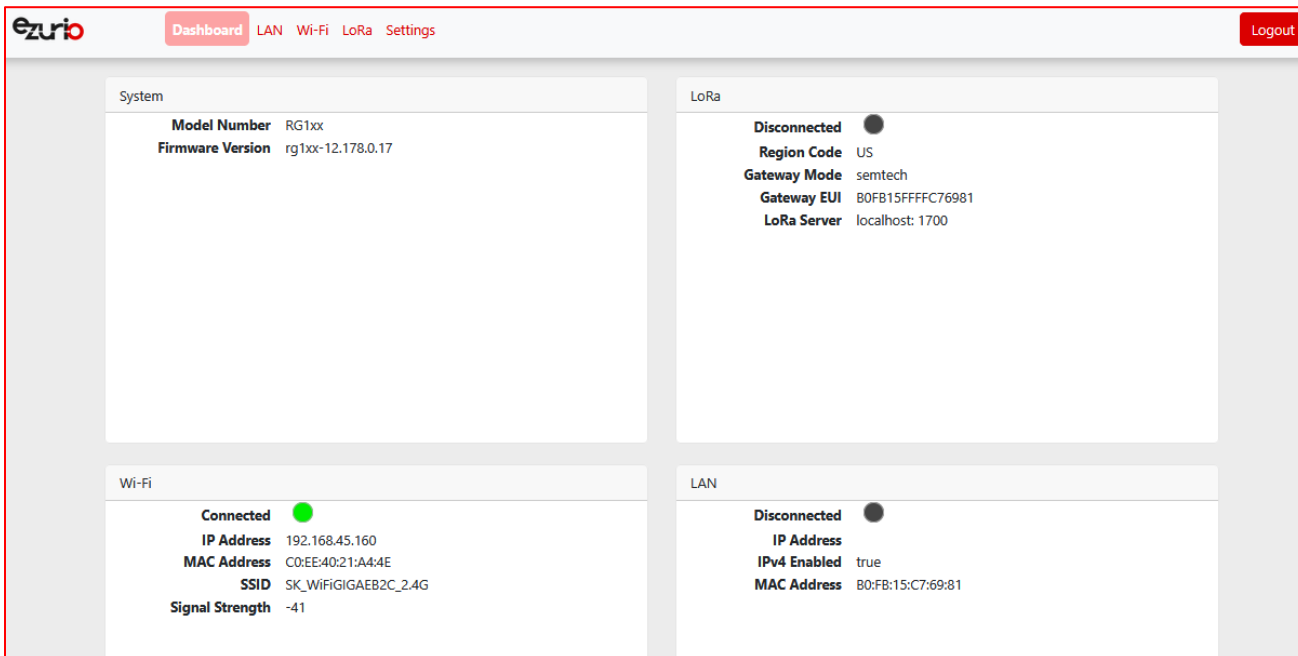 ezurio
Dashboard LAN Wi-Fi LoRa Settings
Logout
System
Model Number RG1xx
Firmware Version rg1xx-12.178.0.17
LoRa
Disconnected
Region Code US
Gateway Mode semtech
Gateway EUI B0FB15FFFFC76981
LoRa Server localhost: 1700
Wi-Fi
Connected
IP Address 192.168.45.160
MAC Address C0:EE:40:21:A4:4E
SSID SK_WiFiGIGAEB2C_2.4G
Signal Strength -41
LAN
Disconnected
IP Address
IPv4 Enabled true
MAC Address B0:FB:15:C7:69:81